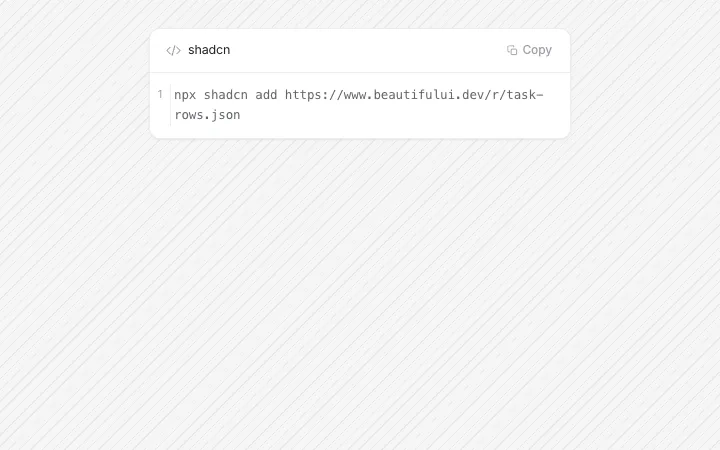 shadcn
Copy
1
npx shadcn add https://www.beautifului.dev/r/task-
rows.json